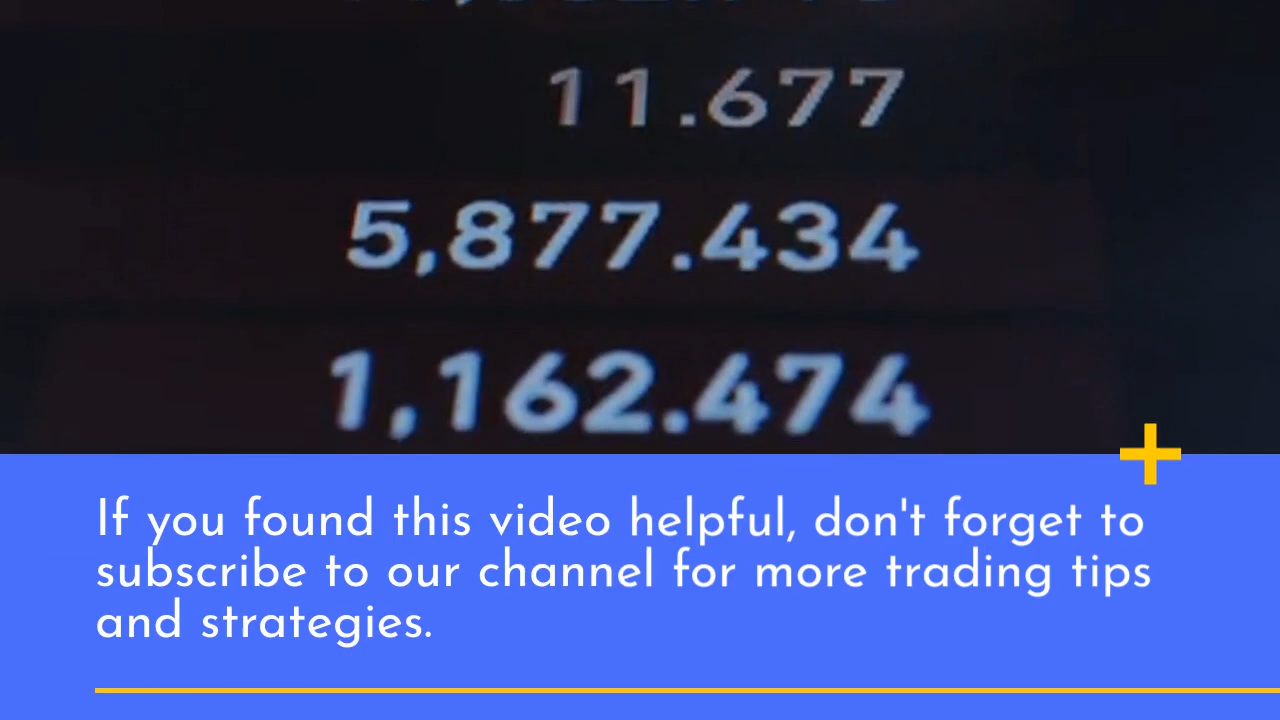 11.677
5,877.434
1,162.474
If you found this video helpful, don't forget to
subscribe to our channel for more trading tips
and strategies.